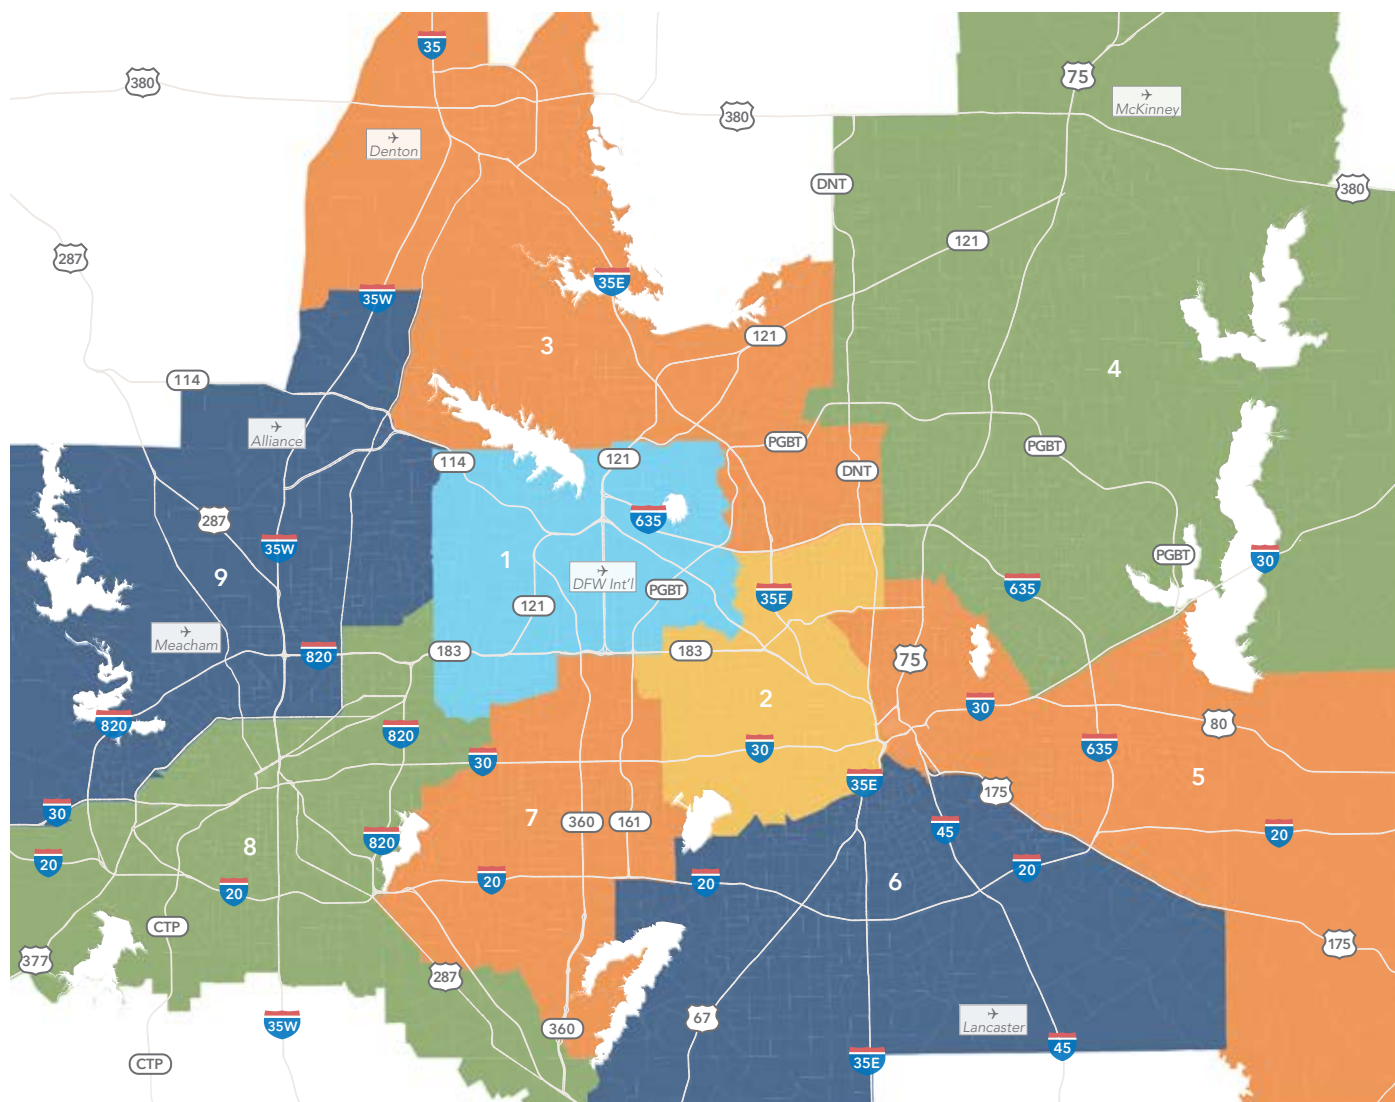 35
75
380
McKinney
380
Denton
DNT
380
121
287
35E
35W
121
3
4
114
Alliance
PGBT
PGBT
114
121
DNT
287
635
35W
1
PGBT
30
9
DFW Int'l
635
PGBT
35E
121
Meacham
820
183
183
75
2
30
820
820
80
30
635
30
5
35E
175
30
7
360
161
45
20
820
8
20
20
20
6
20
20
CTP
175
377
287
67
Lancaster
35W
360
45
35E
CTP